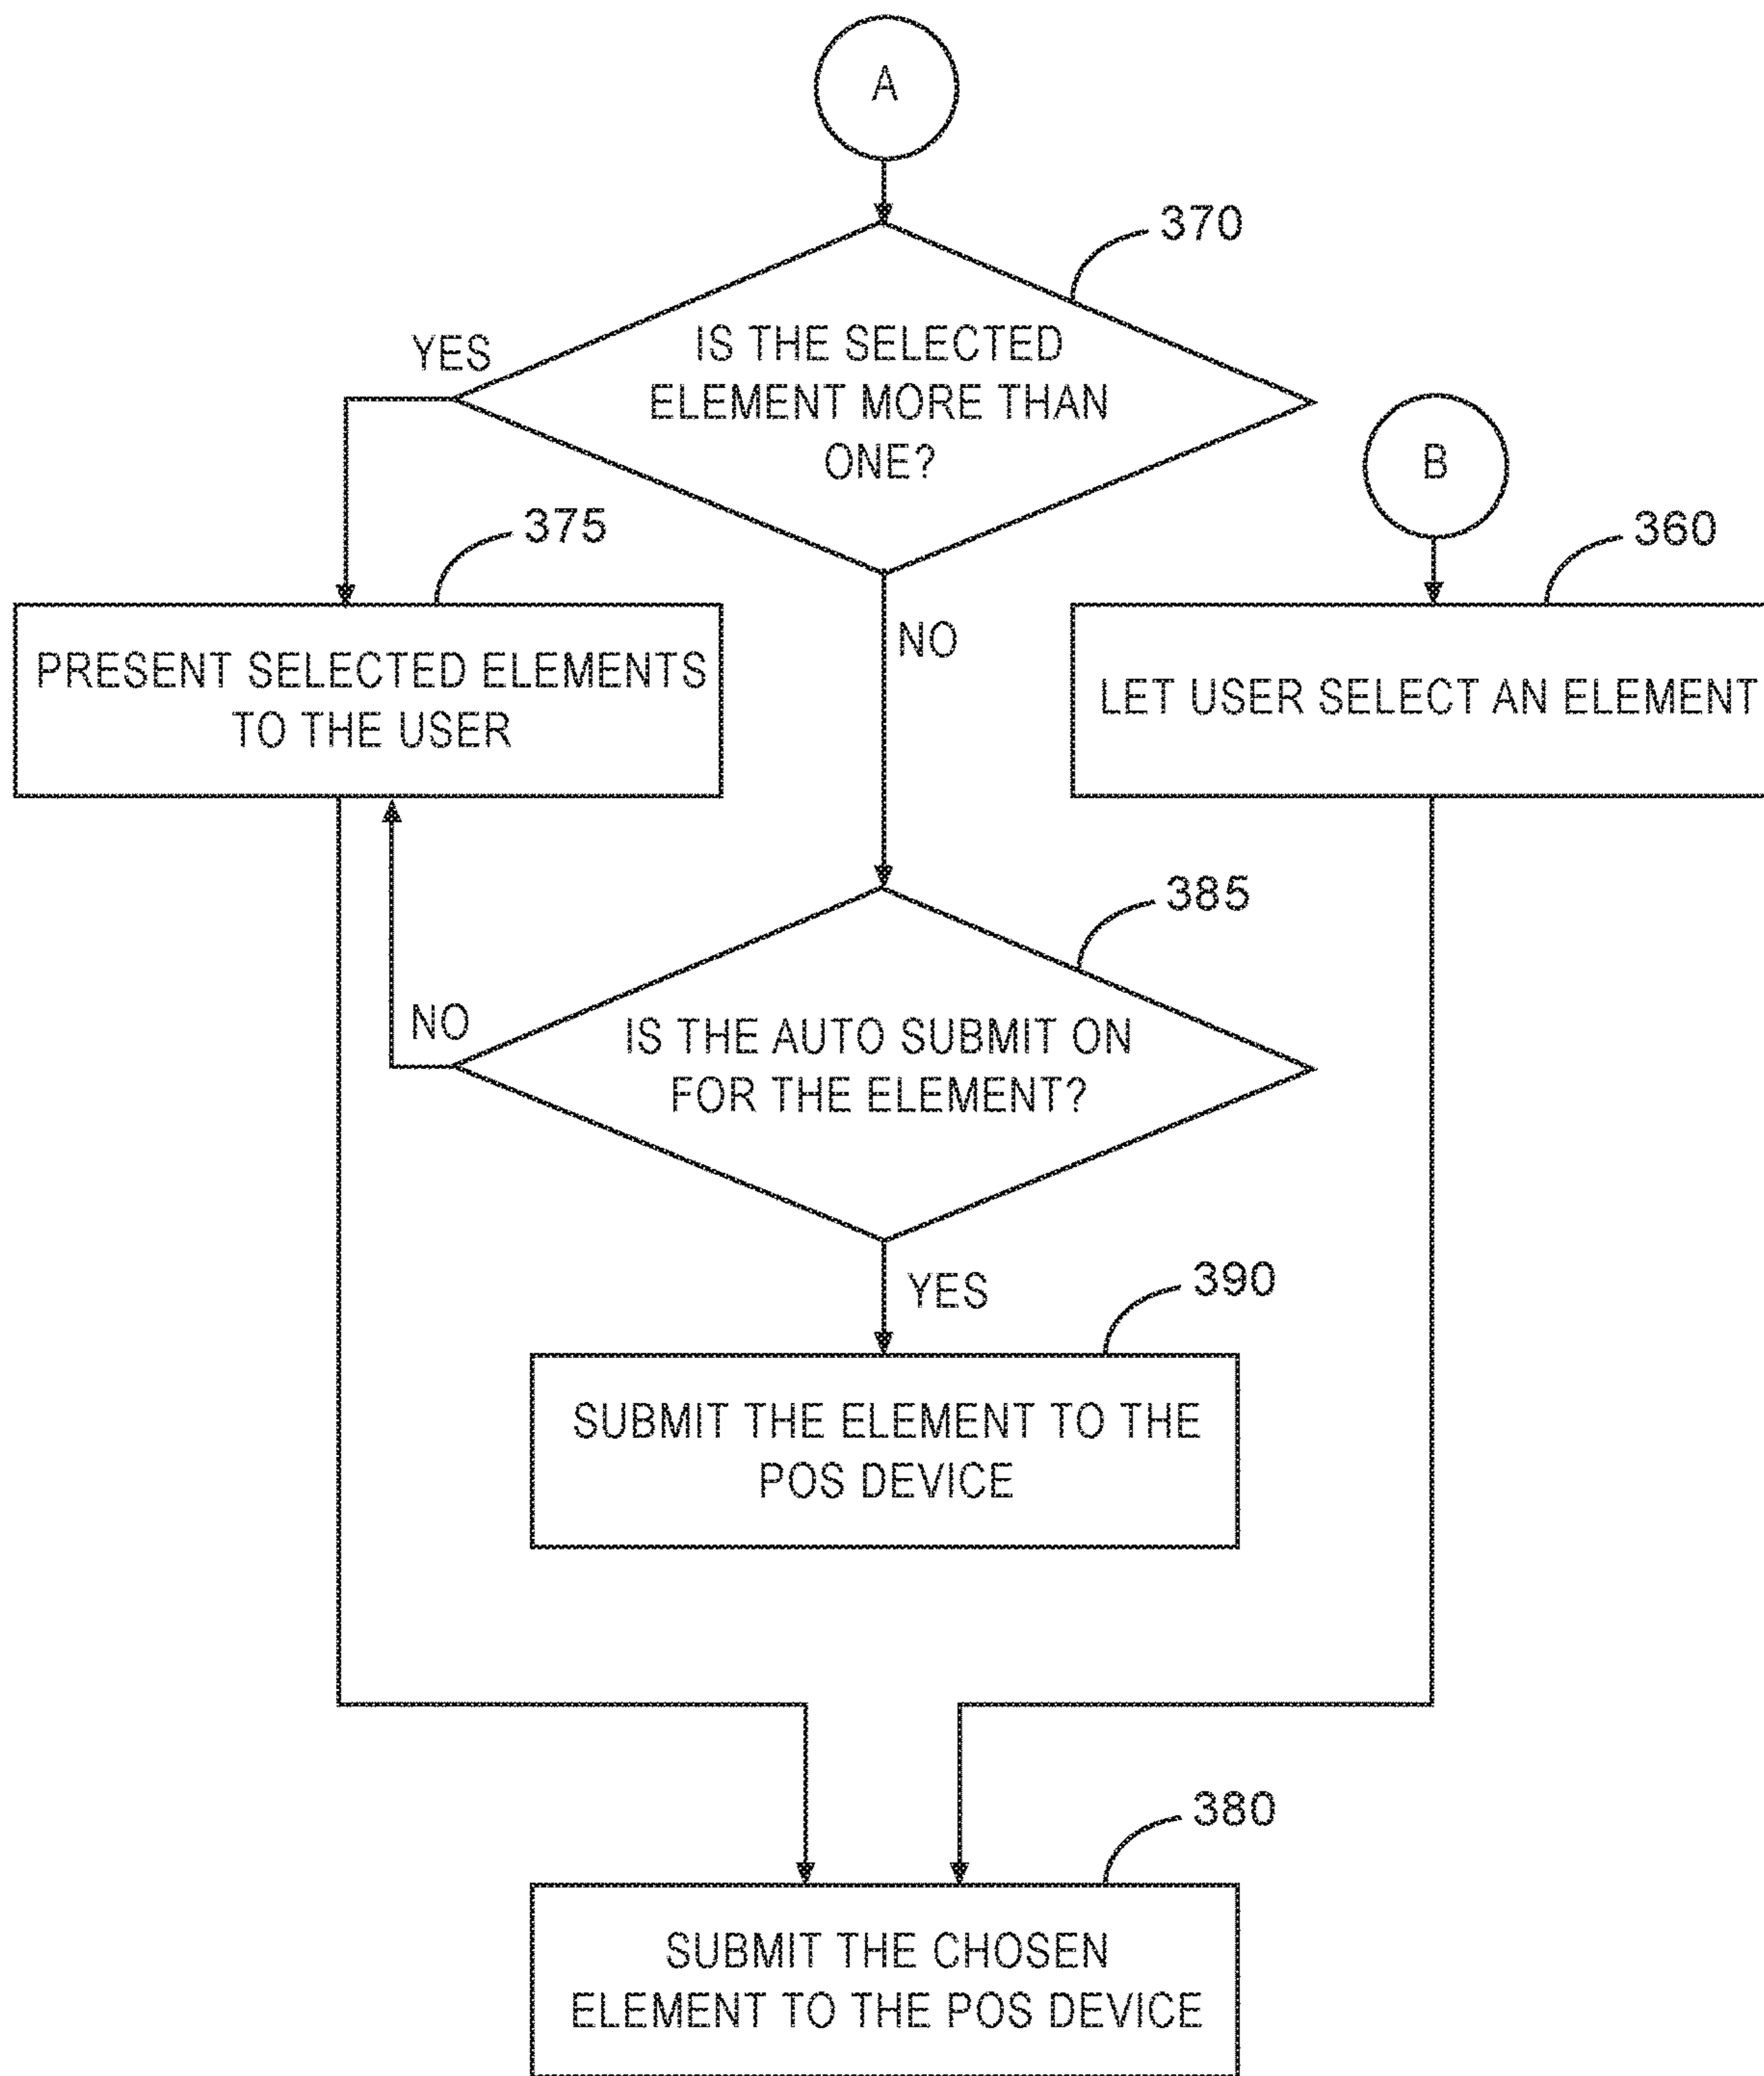 A
370
IS THE SELECTED
ELEMENT MORE THAN
ONE?
YES
B
375
360
PRESENT SELECTED ELEMENTS
TO THE USER
NO
LET USER SELECT AN ELEMENT
385
NO
IS THE AUTO SUBMIT ON
FOR THE ELEMENT?
YES
390
SUBMIT THE ELEMENT TO THE
POS DEVICE
380
SUBMIT THE CHOSEN
ELEMENT TO THE POS DEVICE